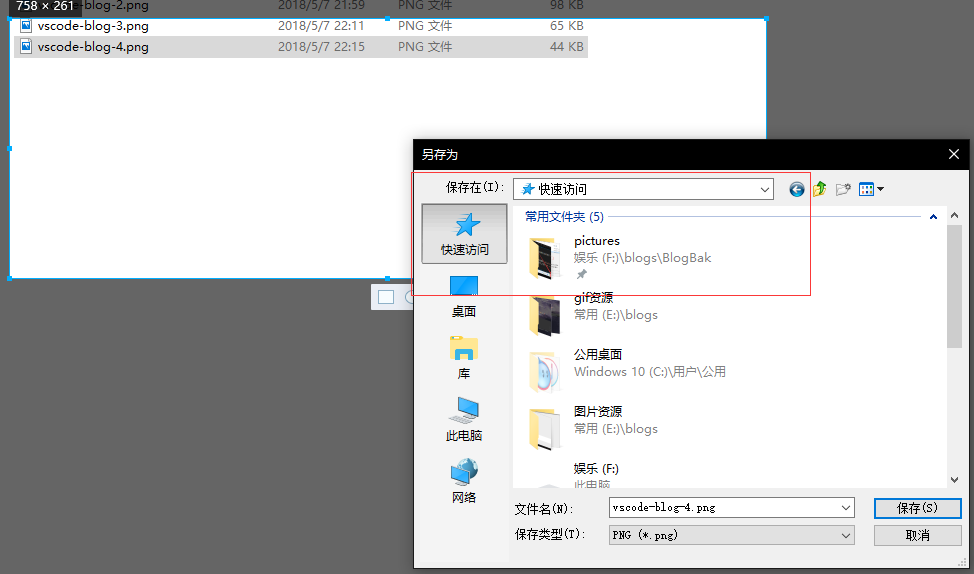 758 × 261
-blog-2.png 2018/5/7 21:59 PNG 文件 98 KB
vscode-blog-3.png 2018/5/7 22:11 PNG 文件 65 KB
vscode-blog-4.png 2018/5/7 22:15 PNG 文件 44 KB
另存为
保存在(I): 快速访问
常用文件夹 (5)
快速访问
pictures
娱乐 (F:)\blogs\BlogBak
桌面
gif资源
常用 (E:)\blogs
库
公用桌面
Windows 10 (C:)\用户\公用
此电脑
图片资源
常用 (E:)\blogs
网络
娱乐 (F:)
此电脑
文件名(N): vscode-blog-4.png 保存(S)
保存类型(T): PNG (*.png) 取消